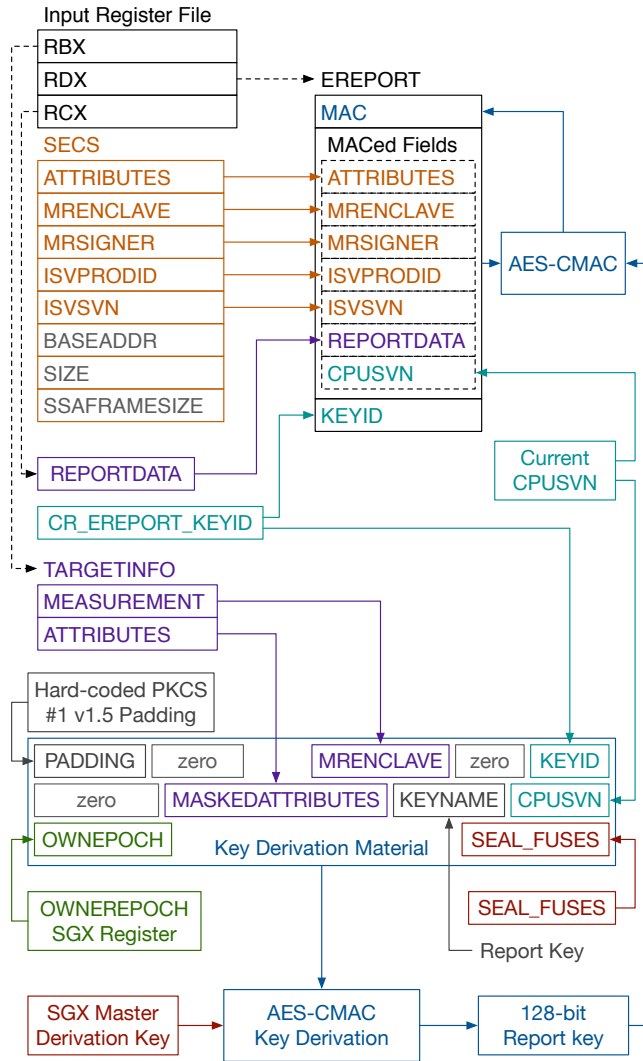 Input Register File
RBX
RDX
RCX
EREPORT
MAC
MACed Fields
ATTRIBUTES
MRENCLAVE
MRSIGNER
ISVPRODID
ISVSVN
REPORTDATA
CPUSVN
KEYID
SECS
ATTRIBUTES
MRENCLAVE
MRSIGNER
ISVPRODID
ISVSVN
BASEADDR
SIZE
SSAFRAMESIZE
AES-CMAC
REPORTDATA
Current
CPUSVN
CR_EREPORT_KEYID
TARGETINFO
MEASUREMENT
ATTRIBUTES
Hard-coded PKCS
#1 v1.5 Padding
PADDING
zero
MRENCLAVE
zero
KEYID
zero
MASKEDATTRIBUTES
KEYNAME
CPUSVN
OWNEPOCH
Key Derivation Material
SEAL_FUSES
OWNEREPOCH
SGX Register
SEAL_FUSES
Report Key
SGX Master
Derivation Key
AES-CMAC
Key Derivation
128-bit
Report key